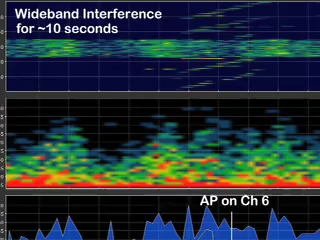 Wideband Interference
for ~10 seconds
AP on Ch 6